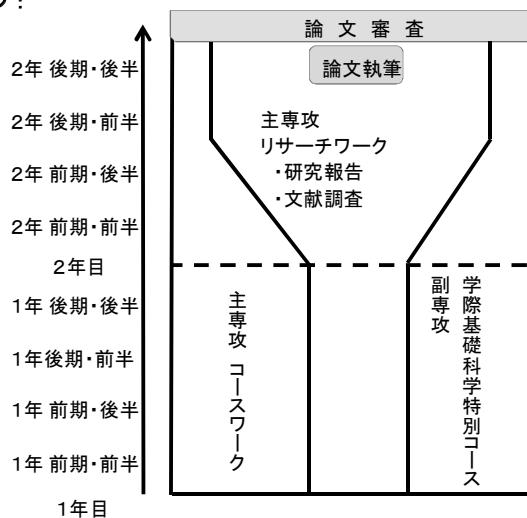 う?
論文審査
2年 後期・後半
論文執筆
2年 後期・前半
主専攻
リサーチワーク
・研究報告
・文献調査
2年 前期・後半
2年 前期・前半
2年目
1年 後期・後半
1年後期・前半
1年 前期・後半
1年 前期・前半
1年目
主専攻 コースワーク
学際基礎科学特別コース
副専攻